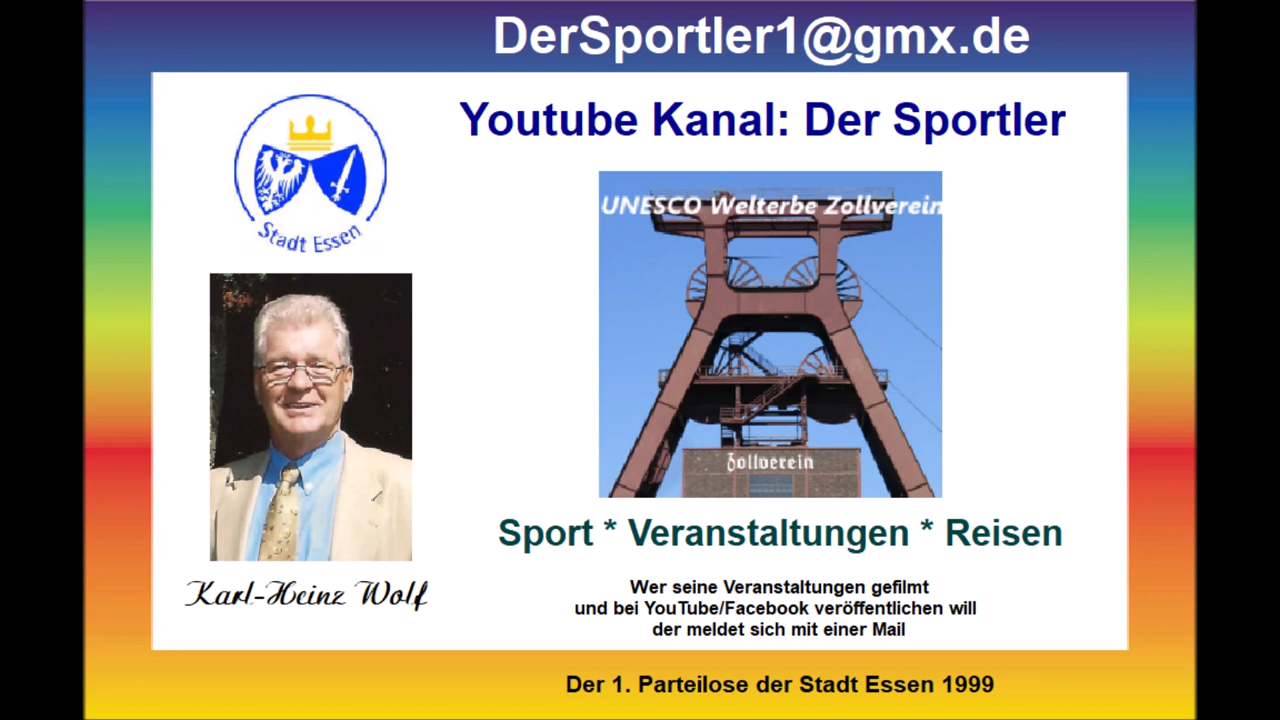 DerSportler1@gmx.de
Youtube Kanal: Der Sportler
Stadt Essen
UNESCO Welterbe Zollverein
Zollverein
Karl-Heinz Wolf
Sport * Veranstaltungen * Reisen
Wer seine Veranstaltungen gefilmt
und bei YouTube/Facebook veröffentlichen will
der meldet sich mit einer Mail
Der 1. Parteilose der Stadt Essen 1999